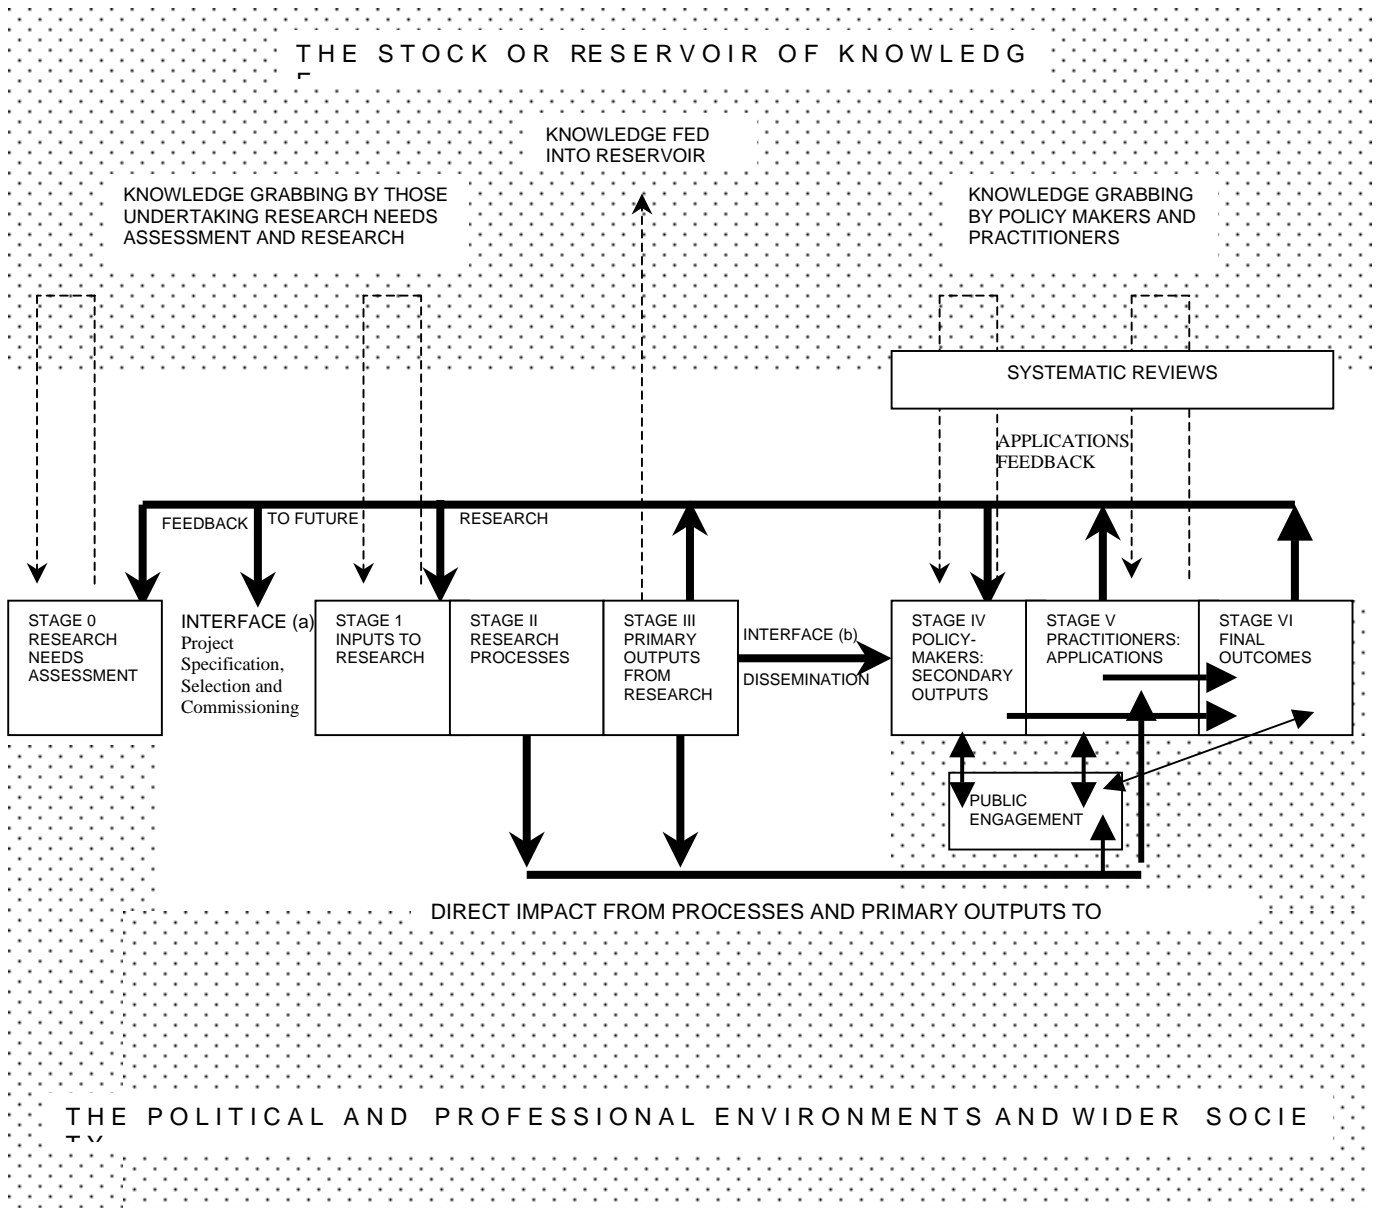 THE STOCK OR RESERVOIR OF KNOWLEDG
KNOWLEDGE FED
INTO RESERVOIR
KNOWLEDGE GRABBING BY THOSE
UNDERTAKING RESEARCH NEEDS
ASSESSMENT AND RESEARCH
KNOWLEDGE GRABBING
BY POLICY MAKERS AND
PRACTITIONERS
SYSTEMATIC REVIEWS
APPLICATIONS
FEEDBACK
FEEDBACK
TO FUTURE
RESEARCH
STAGE 0
RESEARCH
NEEDS
ASSESSMENT
INTERFACE (a)
Project
Specification,
Selection and
Commissioning
STAGE 1
INPUTS TO
RESEARCH
STAGE II
RESEARCH
PROCESSES
STAGE III
PRIMARY
OUTPUTS
FROM
RESEARCH
INTERFACE (b)
DISSEMINATION
STAGE IV
POLICY-
MAKERS:
SECONDARY
OUTPUTS
STAGE V
PRACTITIONERS:
APPLICATIONS
STAGE VI
FINAL
OUTCOMES
PUBLIC
ENGAGEMENT
DIRECT IMPACT FROM PROCESSES AND PRIMARY OUTPUTS TO
THE POLITICAL AND PROFESSIONAL ENVIRONMENTS AND WIDER SOCIE